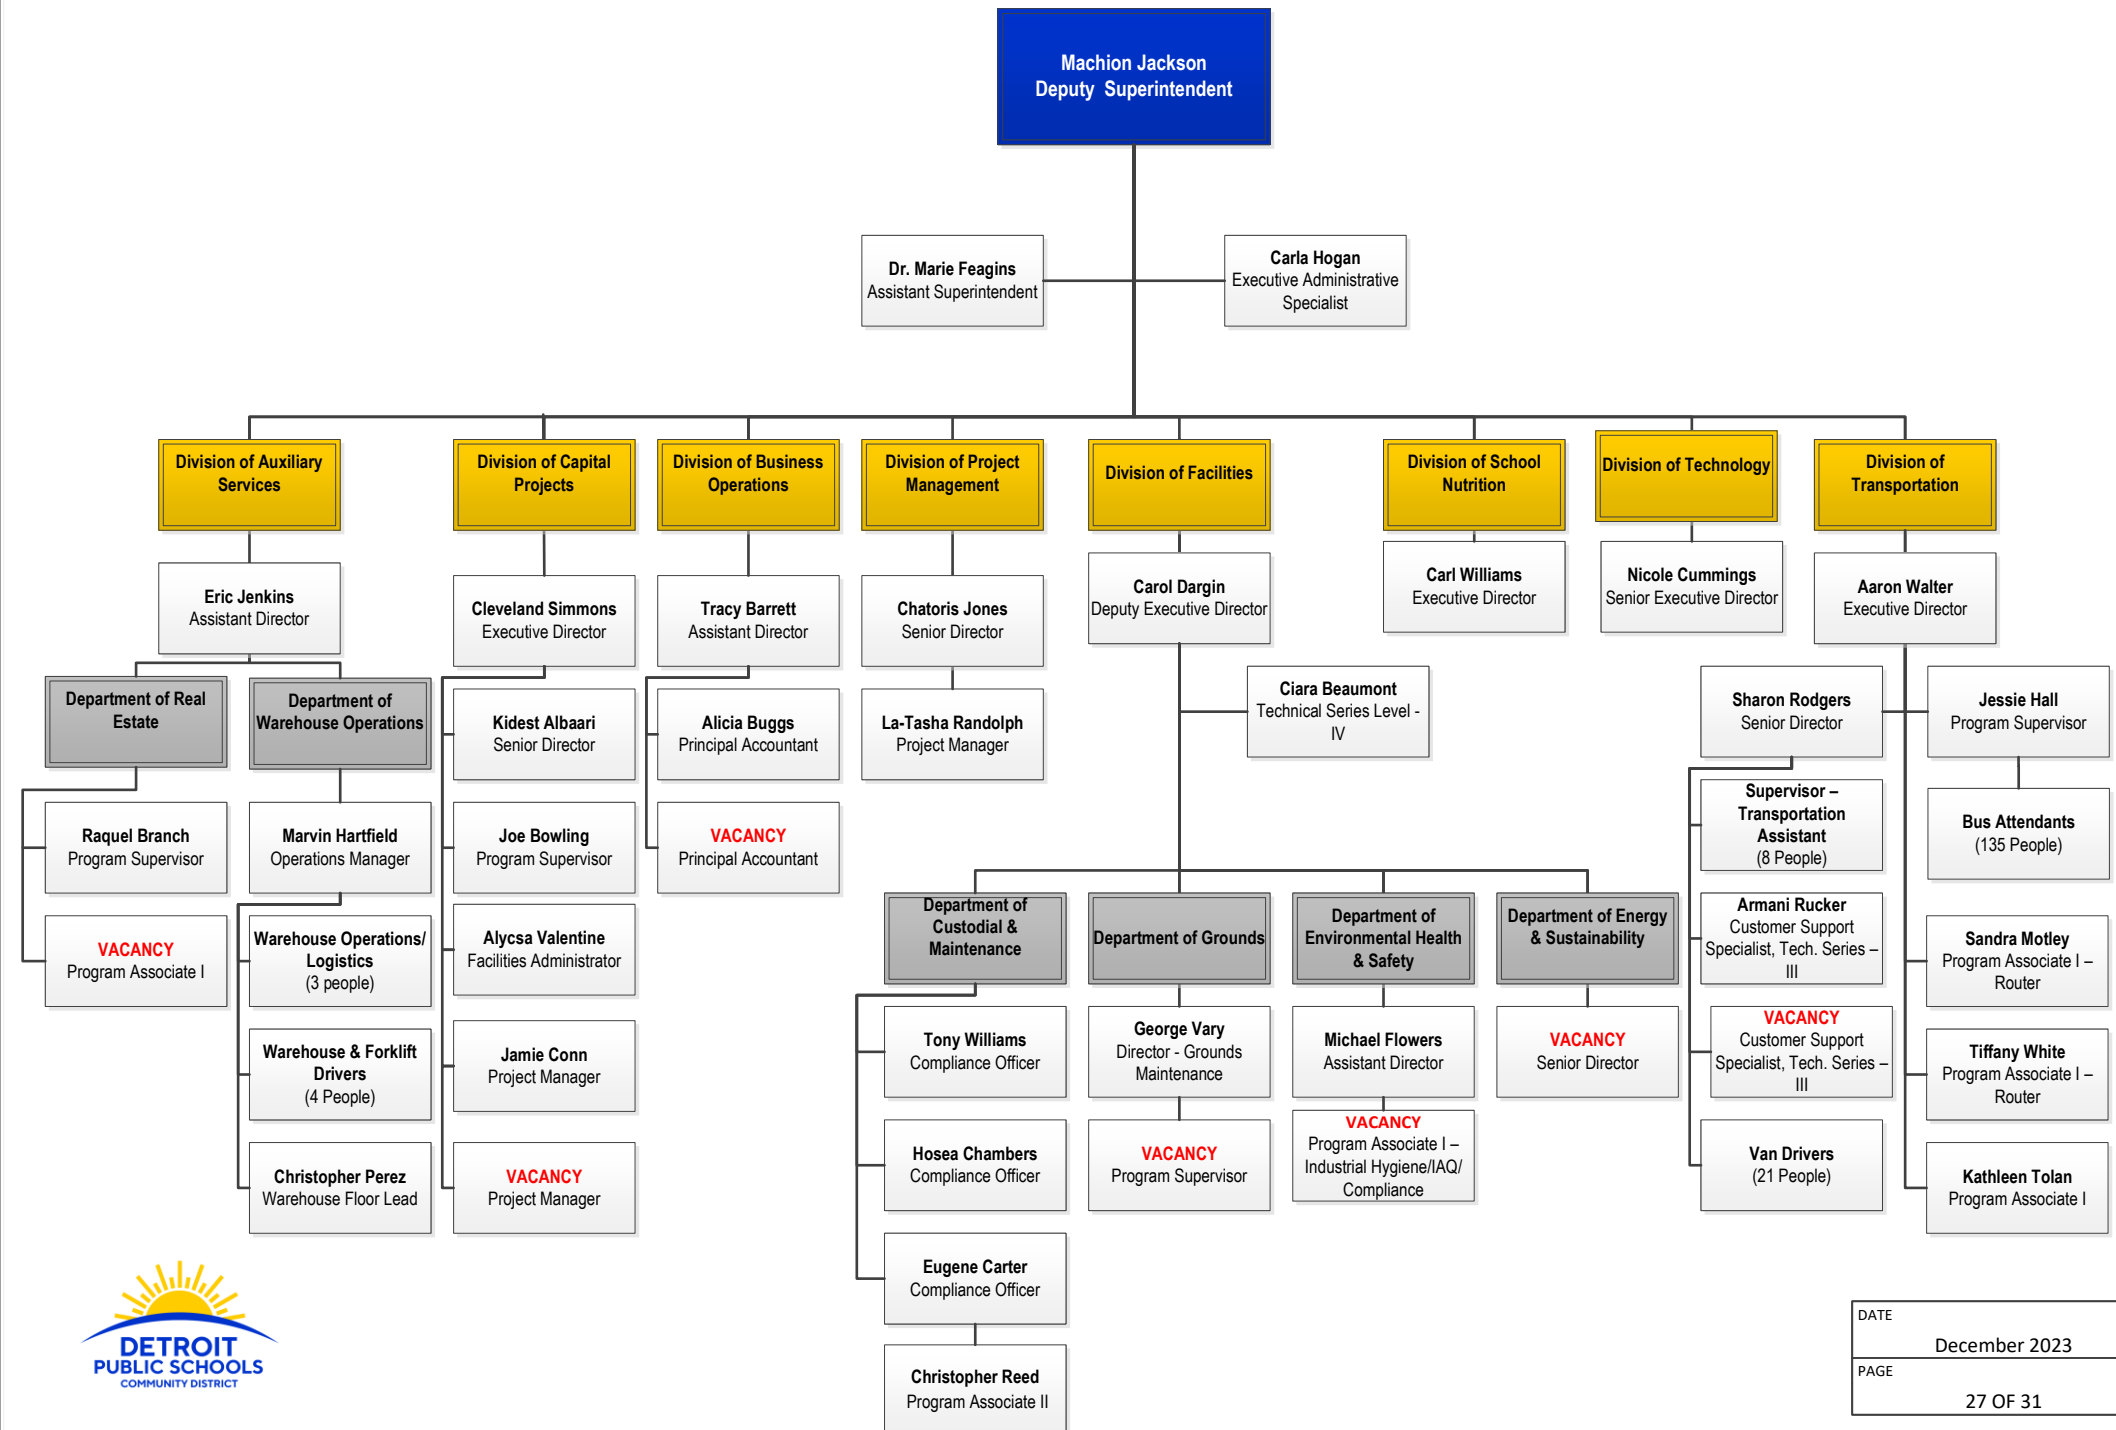 Machion Jackson
Deputy Superintendent
Dr. Marie Feagins
Assistant Superintendent
Carla Hogan
Executive Administrative
Specialist
Division of Auxiliary
Services
Division of Capital
Projects
Division of Business
Operations
Division of Project
Management
Division of Facilities
Division of School
Nutrition
Division of Technology
Division of
Transportation
Eric Jenkins
Assistant Director
Cleveland Simmons
Executive Director
Tracy Barrett
Assistant Director
Chatoris Jones
Senior Director
Carol Dargin
Deputy Executive Director
Carl Williams
Executive Director
Nicole Cummings
Senior Executive Director
Aaron Walter
Executive Director
Department of Real
Estate
Department of
Warehouse Operations
Kidest Albaari
Senior Director
Alicia Buggs
Principal Accountant
La-Tasha Randolph
Project Manager
Ciara Beaumont
Technical Series Level -
IV
Sharon Rodgers
Senior Director
Jessie Hall
Program Supervisor
Raquel Branch
Program Supervisor
Marvin Hartfield
Operations Manager
Joe Bowling
Program Supervisor
VACANCY
Principal Accountant
Supervisor –
Transportation
Assistant
(8 People)
Bus Attendants
(135 People)
VACANCY
Program Associate I
Warehouse Operations/
Logistics
(3 people)
Alycsa Valentine
Facilities Administrator
Department of
Custodial &
Maintenance
Department of Grounds
Department of
Environmental Health
& Safety
Department of Energy
& Sustainability
Armani Rucker
Customer Support
Specialist, Tech. Series –
III
Sandra Motley
Program Associate I –
Router
Warehouse & Forklift
Drivers
(4 People)
Jamie Conn
Project Manager
Tony Williams
Compliance Officer
George Vary
Director - Grounds
Maintenance
Michael Flowers
Assistant Director
VACANCY
Senior Director
VACANCY
Customer Support
Specialist, Tech. Series –
III
Tiffany White
Program Associate I –
Router
Christopher Perez
Warehouse Floor Lead
VACANCY
Project Manager
Hosea Chambers
Compliance Officer
VACANCY
Program Supervisor
VACANCY
Program Associate I –
Industrial Hygiene/IAQ/
Compliance
Van Drivers
(21 People)
Kathleen Tolan
Program Associate I
Eugene Carter
Compliance Officer
Christopher Reed
Program Associate II
DETROIT
PUBLIC SCHOOLS
COMMUNITY DISTRICT
DATE
December 2023
PAGE
27 OF 31